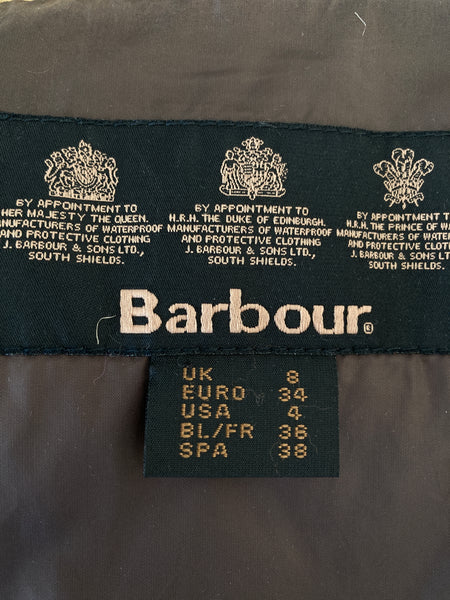 BY APPOINTMENT TO
HER MAJESTY THE QUEEN.
MANUFACTURERS OF WATERPROOF
AND PROTECTIVE CLOTHING
J. BARBOUR & SONS LTD.,
SOUTH SHIELDS.
BY APPOINTMENT TO
H.R.H. THE DUKE OF EDINBURGH.
MANUFACTURERS OF WATERPROOF
AND PROTECTIVE CLOTHING
J. BARBOUR & SONS LTD.,
SOUTH SHIELDS.
BY APPOINTMENT TO
H.R.H. THE PRINCE OF
MANUFACTURERS OF WATERPROOF
AND PROTECTIVE CLOTHING
J. BARBOUR & SONS LTD.,
SOUTH SHIELDS.
Barbour
UK 8
EURO 34
USA 4
BL/FR 36
SPA 38